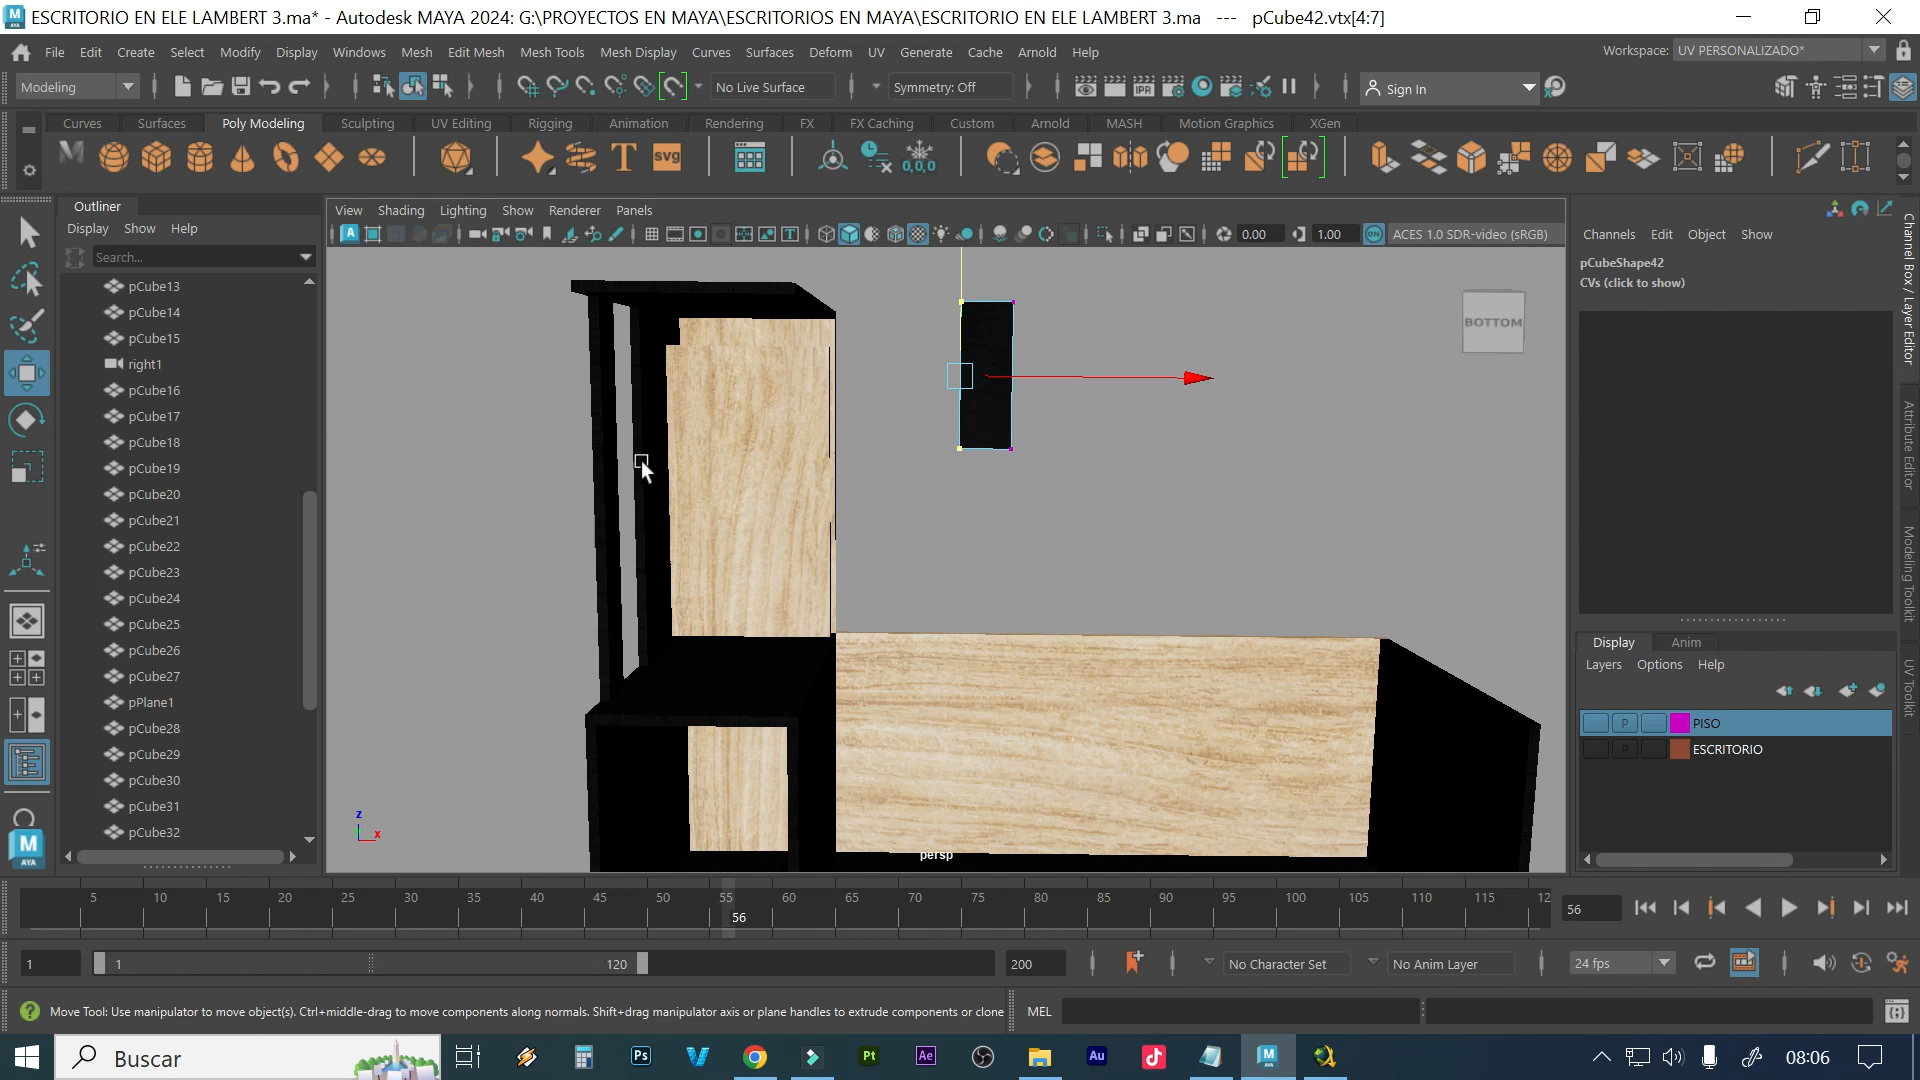 ESCRITORIO EN ELE LAMBERT 3.ma* - Autodesk MAYA 2024: G:\PROYECTOS EN MAYA\ESCRITORIOS EN MAYA\ESCRITORIO EN ELE LAMBERT 3.ma --- pCube42.vtx[4:7]
File Edit Create Select Modify Display Windows Mesh Edit Mesh Mesh Tools Mesh Display Curves Surfaces Deform UV Generate Cache Arnold Help
Workspace: UV PERSONALIZADO*
Modeling
No Live Surface
Symmetry: Off
Sign In
Curves Surfaces Poly Modeling Sculpting UV Editing Rigging Animation Rendering FX FX Caching Custom Arnold MASH Motion Graphics XGen
Outliner
Display Show Help
Search...
pCube13
pCube14
pCube15
right1
pCube16
pCube17
pCube18
pCube19
pCube20
pCube21
pCube22
pCube23
pCube24
pCube25
pCube26
pCube27
pPlane1
pCube28
pCube29
pCube30
pCube31
pCube32
View Shading Lighting Show Renderer Panels
0.00
1.00
ACES 1.0 SDR-video (sRGB)
BOTTOM
z
x
persp
Channels Edit Object Show
pCubeShape42
CVs (click to show)
Display Anim
Layers Options Help
P PISO
P ESCRITORIO
Channel Box / Layer Editor
Attribute Editor
Modeling Toolkit
UV Toolkit
5 10 15 20 25 30 35 40 45 50 55 60 65 70 75 80 85 90 95 100 105 110 115 12
56
56
1
1
120
200
No Character Set
No Anim Layer
24 fps
Move Tool: Use manipulator to move object(s). Ctrl+middle-drag to move components along normals. Shift+drag manipulator axis or plane handles to extrude components or clone
MEL
Buscar
08:06